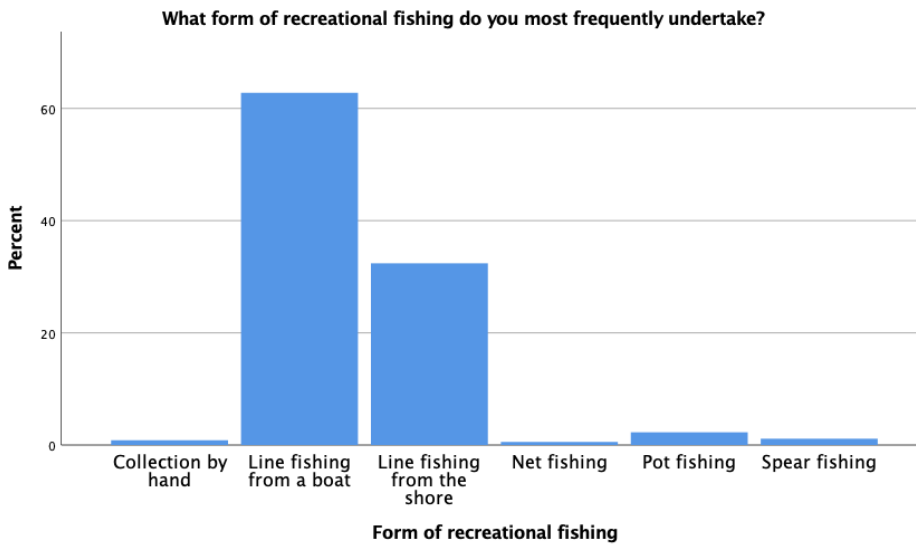 What form of recreational fishing do you most frequently undertake?
60
40
20
0
Percent
Collection by
hand
Line fishing
from a boat
Line fishing
from the
shore
Net fishing
Pot fishing
Spear fishing
Form of recreational fishing